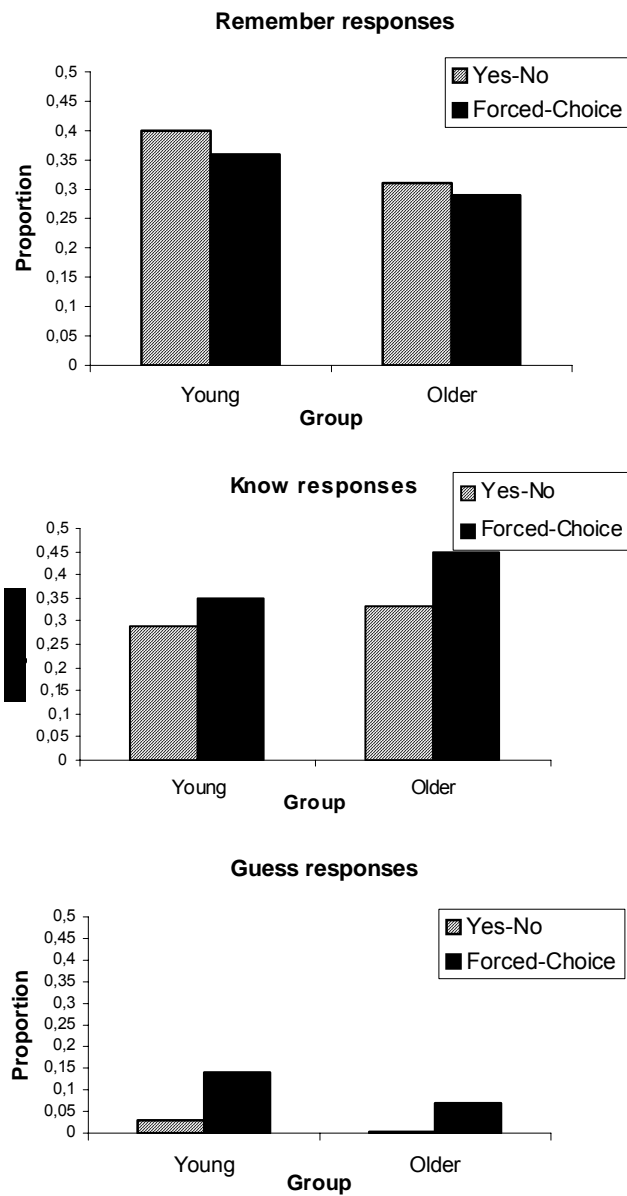 Remember responses
0,5
0,45
0,4
0,35
0,3
0,25
0,2
0,15
0,1
0,05
0
Proportion
Yes-No
Forced-Choice
Young
Older
Group
Know responses
0,5
0,45
0,4
0,35
0,3
0,25
0,2
0,15
0,1
0,05
0
Yes-No
Forced-Choice
Young
Older
Group
Guess responses
0,5
0,45
0,4
0,35
0,3
0,25
0,2
0,15
0,1
0,05
0
Proportion
Yes-No
Forced-Choice
Young
Older
Group